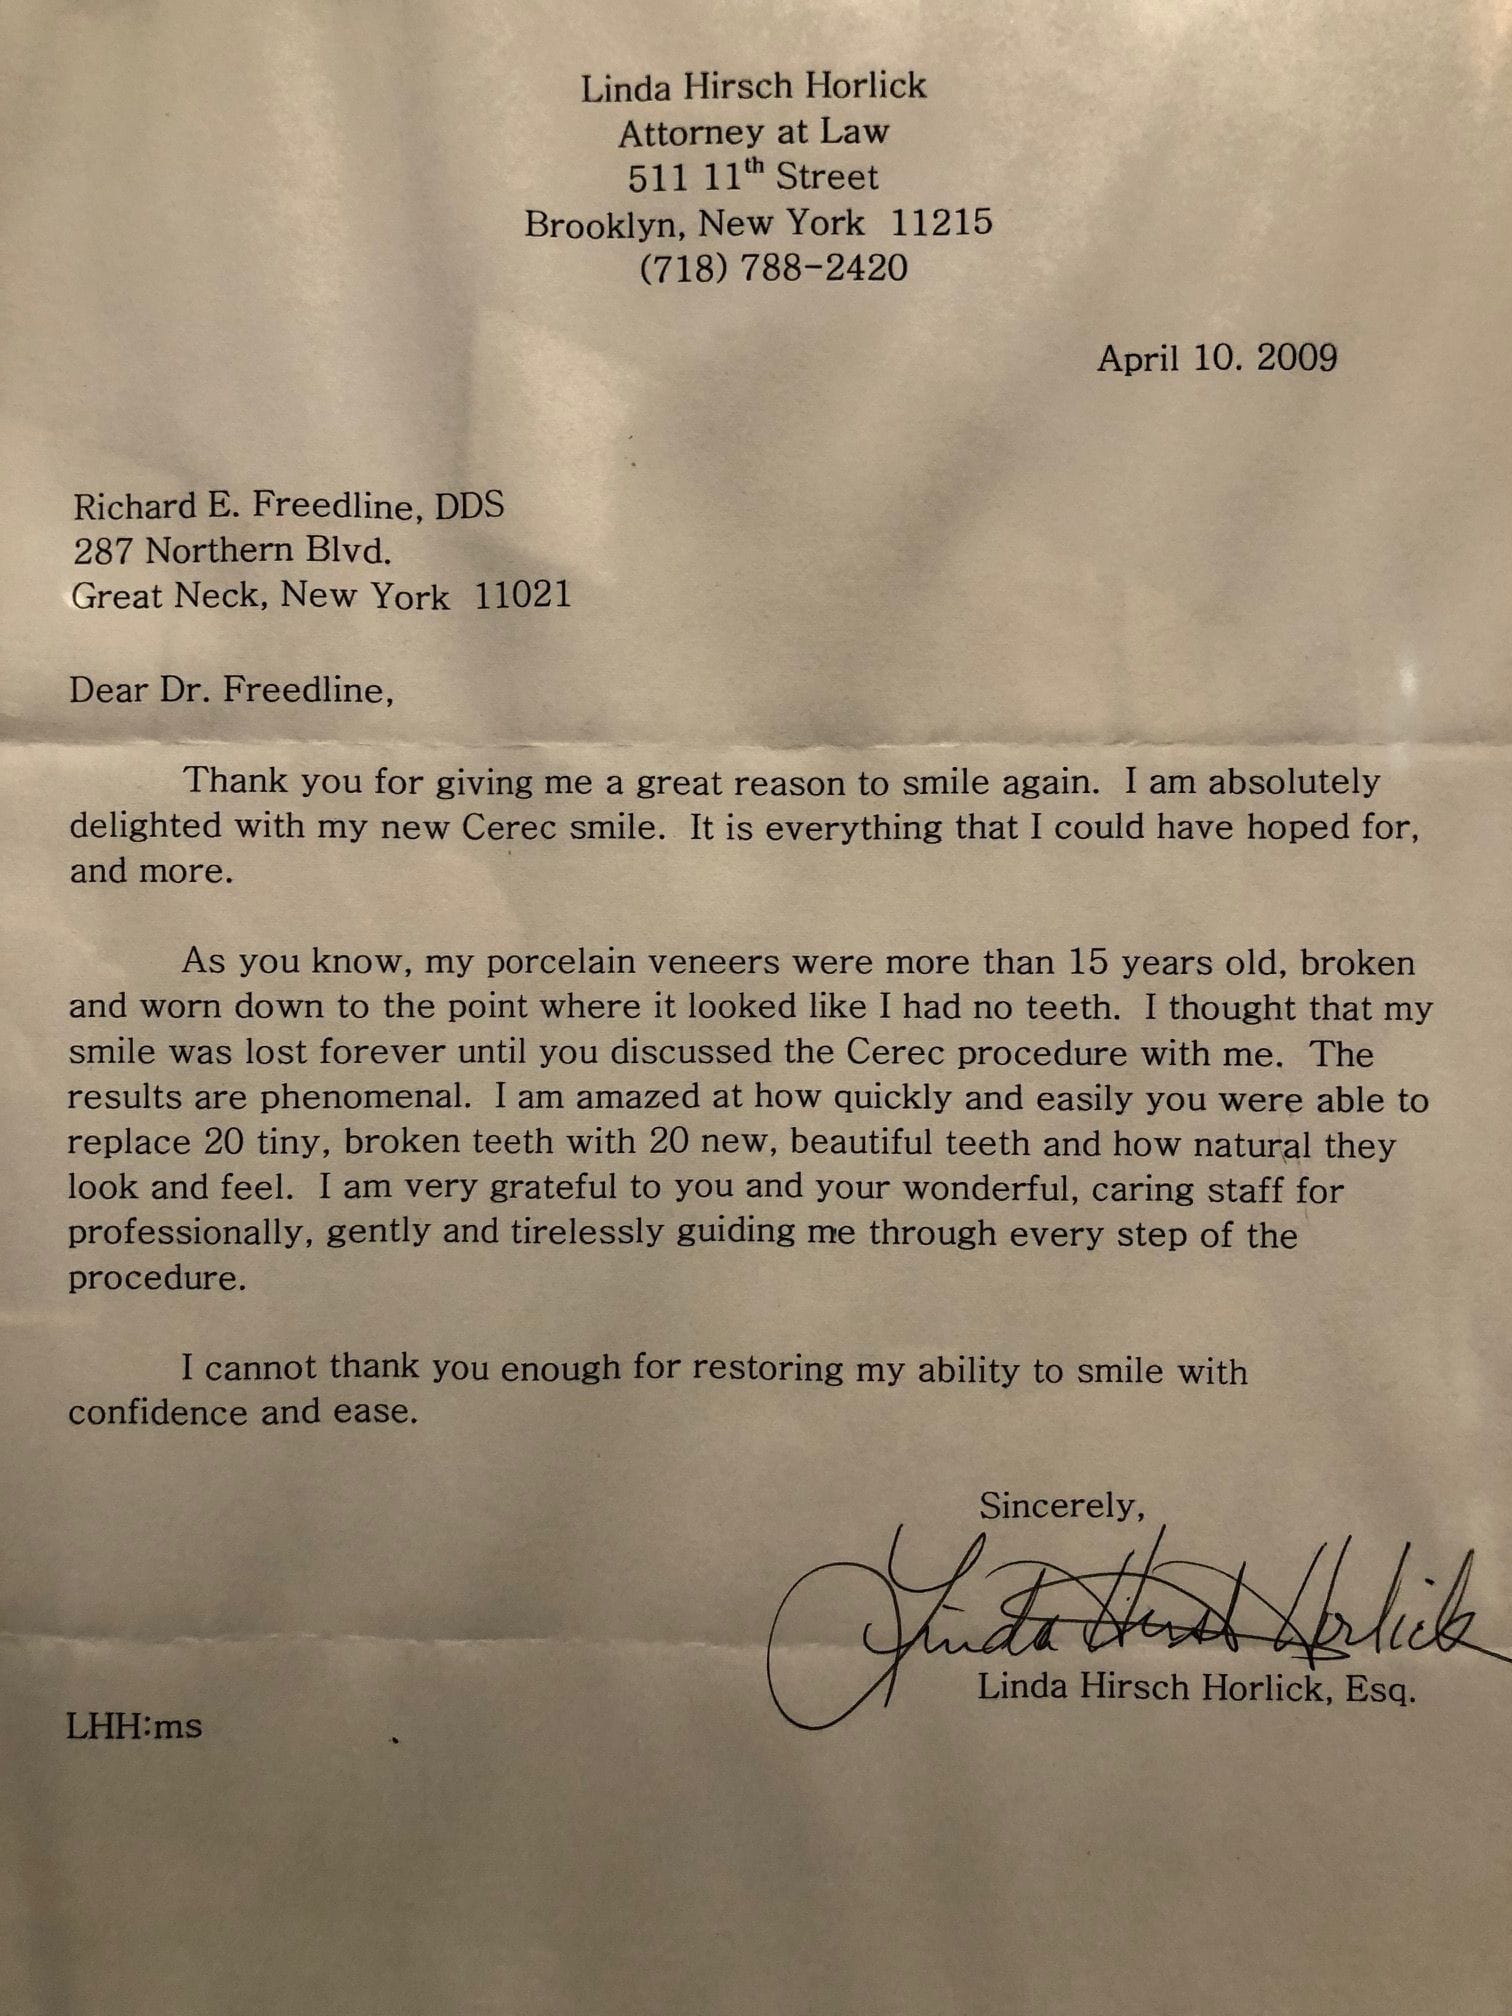 Linda Hirsch Horlick
Attorney at Law
511 11th Street
Brooklyn, New York 11215
(718) 788-2420
April 10. 2009
Richard E. Freedline, DDS
287 Northern Blvd.
Great Neck, New York 11021
Dear Dr. Freedline,
Thank you for giving me a great reason to smile again. I am absolutely
delighted with my new Cerec smile. It is everything that I could have hoped for,
and more.
As you know, my porcelain veneers were more than 15 years old, broken
and worn down to the point where it looked like I had no teeth. I thought that my
smile was lost forever until you discussed the Cerec procedure with me. The
results are phenomenal. I am amazed at how quickly and easily you were able to
replace 20 tiny, broken teeth with 20 new, beautiful teeth and how natural they
look and feel. I am very grateful to you and your wonderful, caring staff for
professionally, gently and tirelessly guiding me through every step of the
procedure.
I cannot thank you enough for restoring my ability to smile with
confidence and ease.
Sincerely,
Linda Hirsch Horlick
Linda Hirsch Horlick, Esq.
LHH:ms